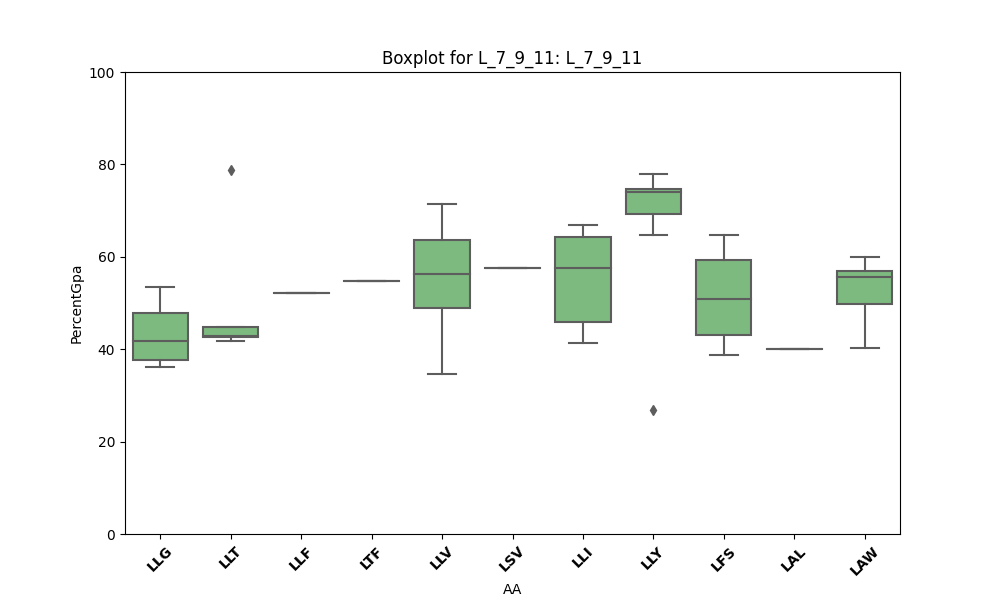 Boxplot for L_7_9_11: L_7_9_11
100
80
60
40
20
0
PercentGpa
LLG LLT LLF LTF LLV LSV LLI LLY LFS LAL LAW
AA